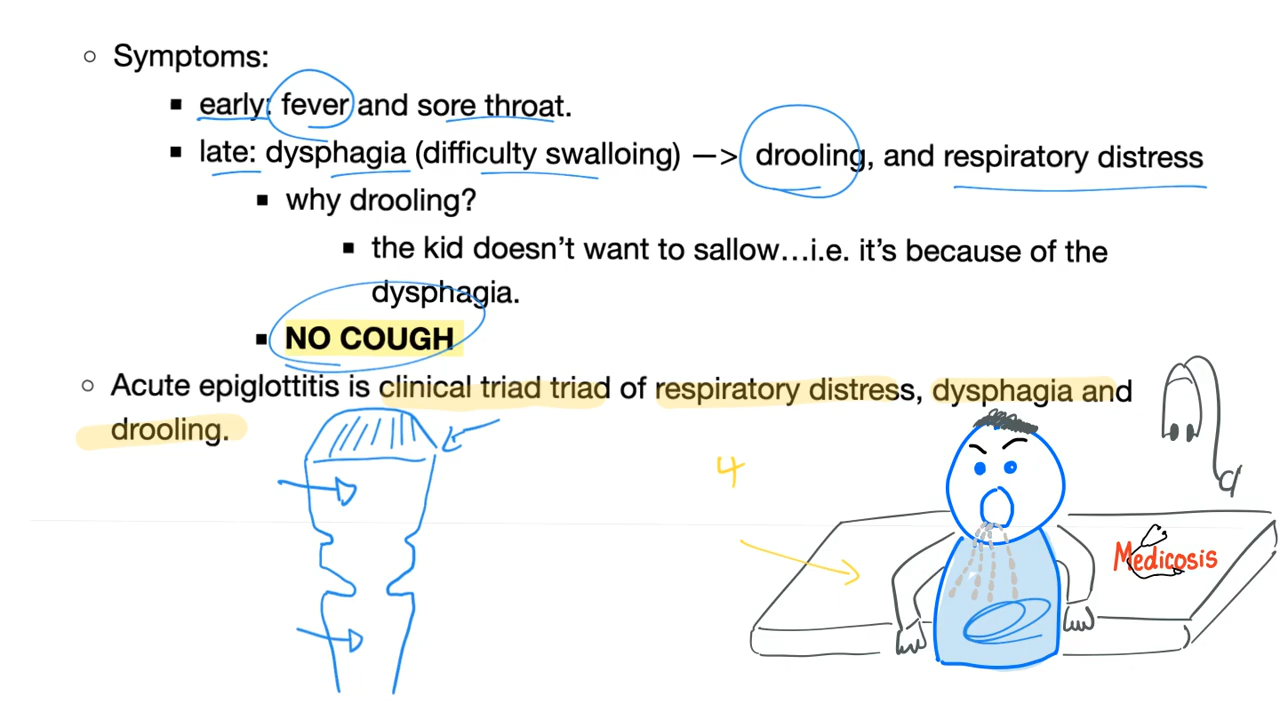 Symptoms:
early: fever and sore throat.
late: dysphagia (difficulty swalloing) —> drooling, and respiratory distress
why drooling?
the kid doesn’t want to sallow…i.e. it’s because of the
dysphagia.
NO COUGH
Acute epiglottitis is clinical triad triad of respiratory distress, dysphagia and
drooling.
4
Medicosis